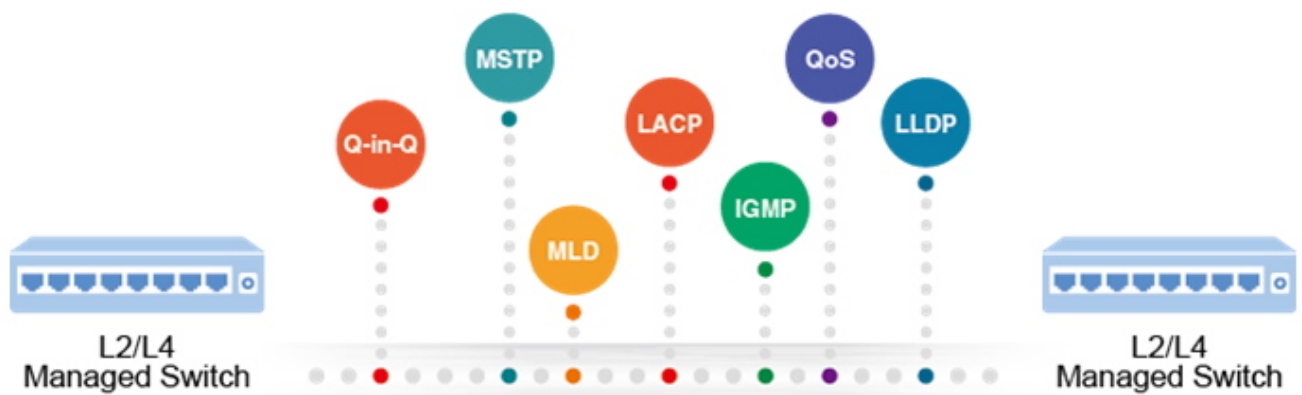 MSTP
QoS
Q-in-Q
LACP
LLDP
MLD
IGMP
L2/L4
Managed Switch
L2/L4
Managed Switch